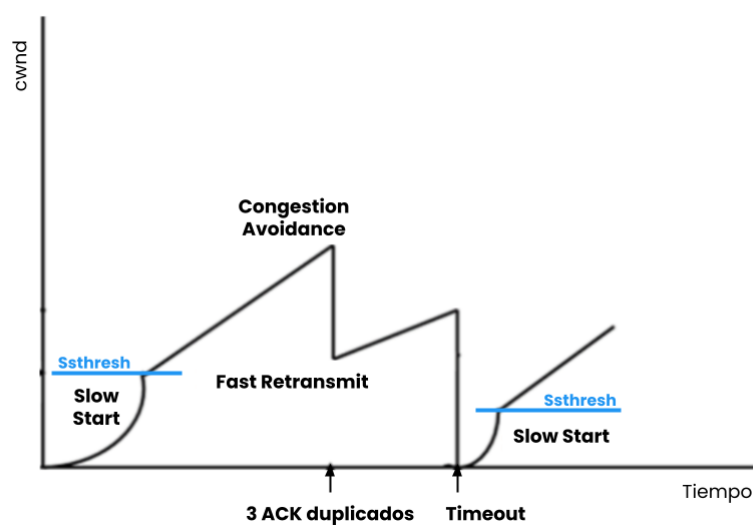 cwnd
Congestion
Avoidance
Ssthresh
Slow
Start
Fast Retransmit
Ssthresh
Slow Start
Tiempo
3 ACK duplicados
Timeout